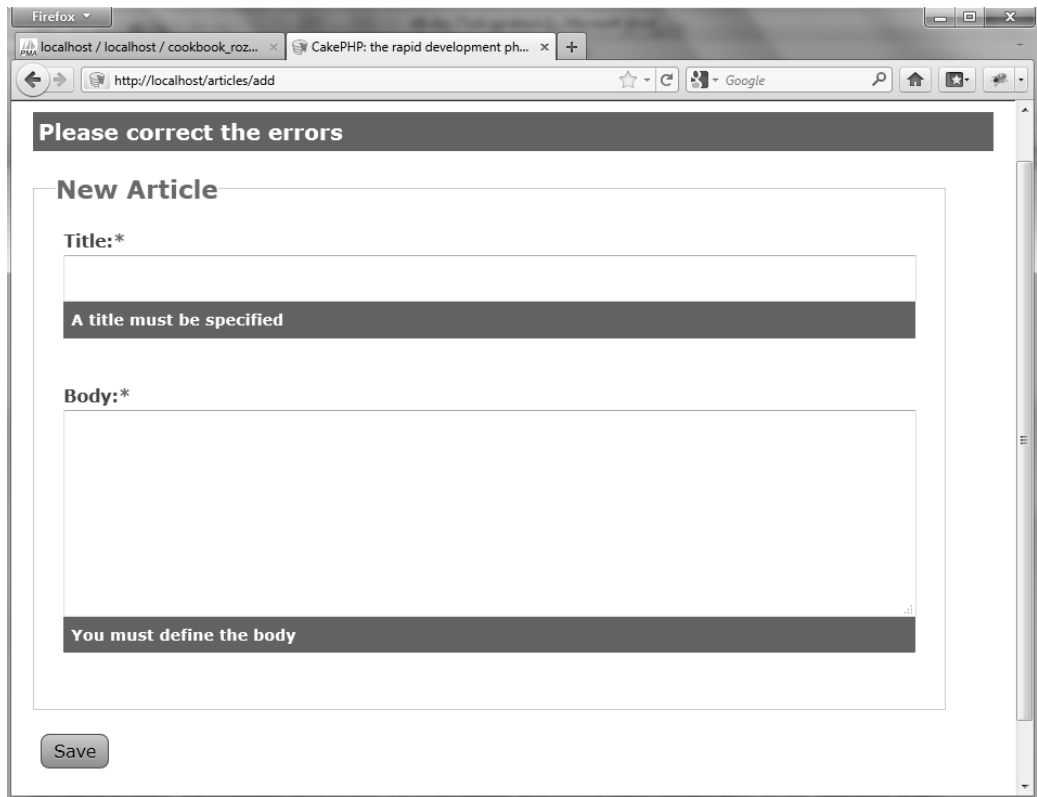 Firefox
PMA localhost / localhost / cookbook_roz... × CakePHP: the rapid development ph... × +
http://localhost/articles/add Google
Please correct the errors
New Article
Title:*
A title must be specified
Body:*
You must define the body
Save